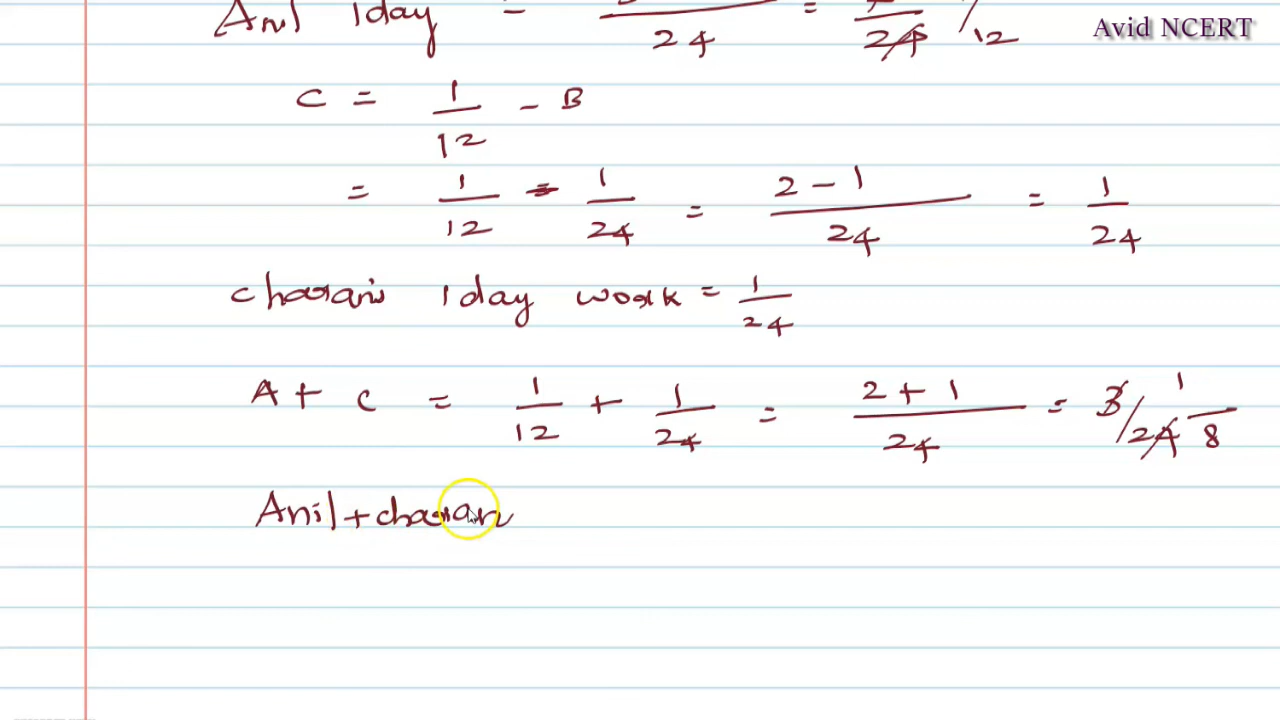 Avid NCERT
Anil 1day = /24 = /24 /12
C = 1/12 - B
= 1/12 - 1/24 = 2-1/24 = 1/24
charan's 1day work = 1/24
A + C = 1/12 + 1/24 = 2+1/24 = 3/24 1/8
Anil+charan